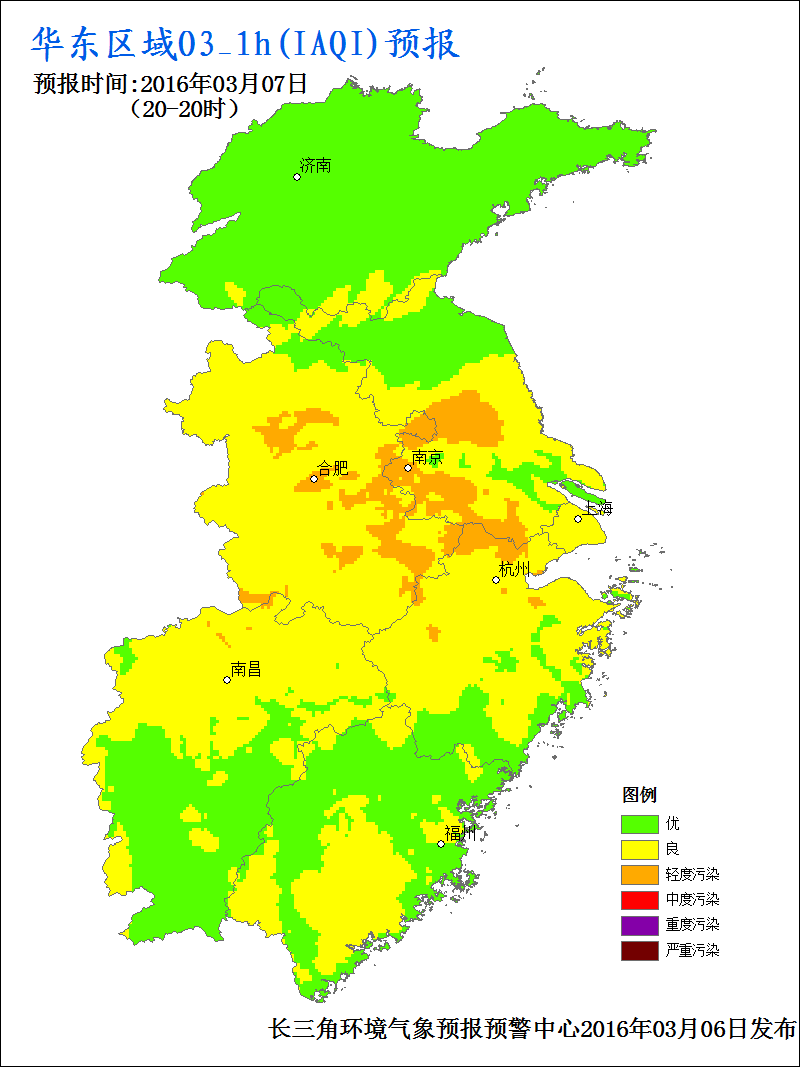 华东区域O3_1h(IAQI)预报
预报时间:2016年03月07日
（20-20时）
济南
南京
合肥
上海
杭州
南昌
福州
图例
优
良
轻度污染
中度污染
重度污染
严重污染
长三角环境气象预报预警中心2016年03月06日发布